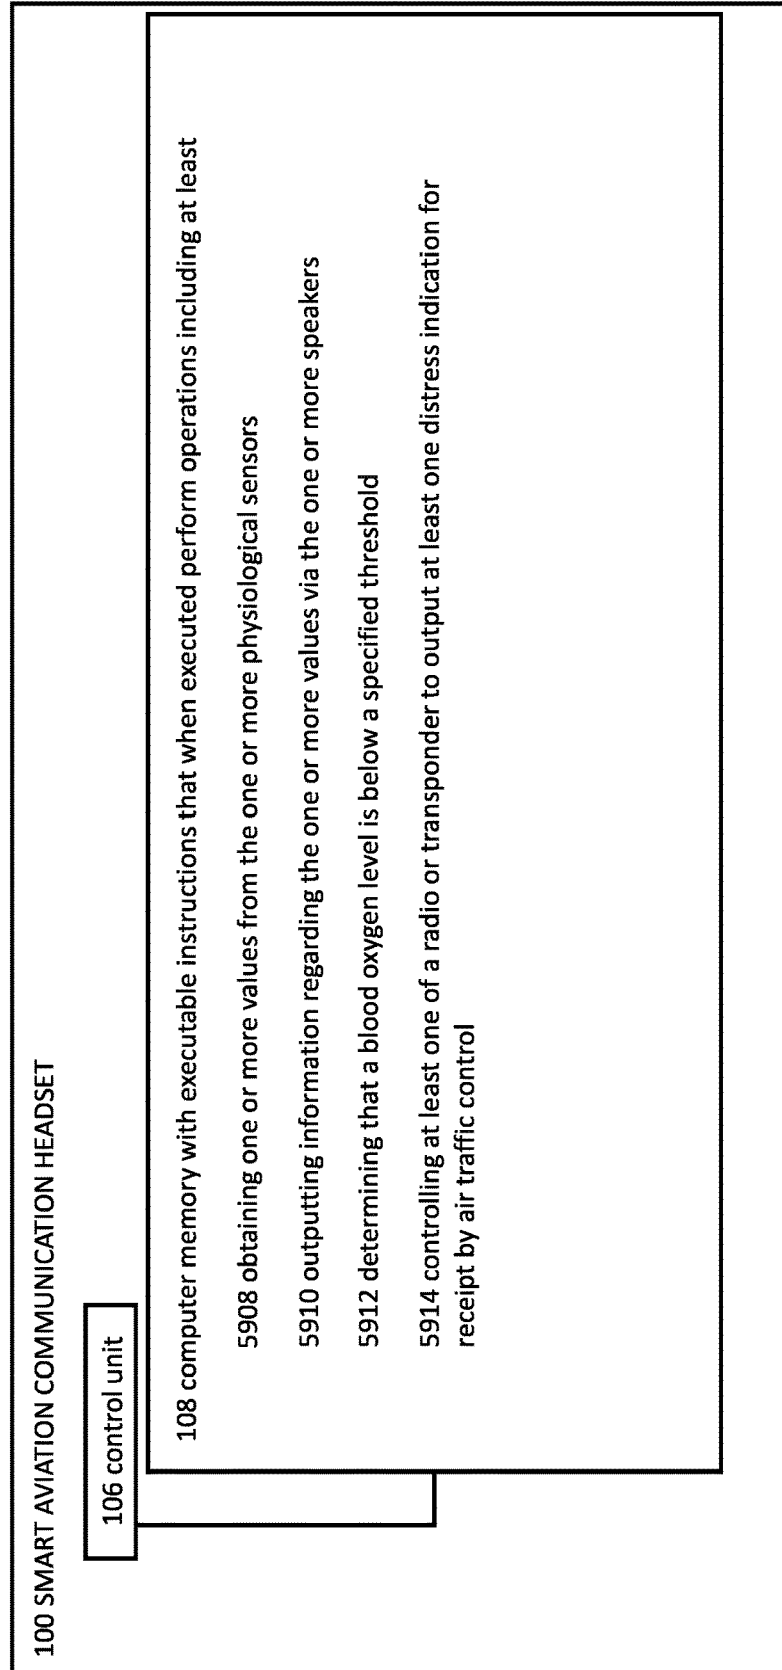 100 SMART AVIATION COMMUNICATION HEADSET
106 control unit
108 computer memory with executable instructions that when executed perform operations including at least
5908 obtaining one or more values from the one or more physiological sensors
5910 outputting information regarding the one or more values via the one or more speakers
5912 determining that a blood oxygen level is below a specified threshold
5914 controlling at least one of a radio or transponder to output at least one distress indication for
receipt by air traffic control